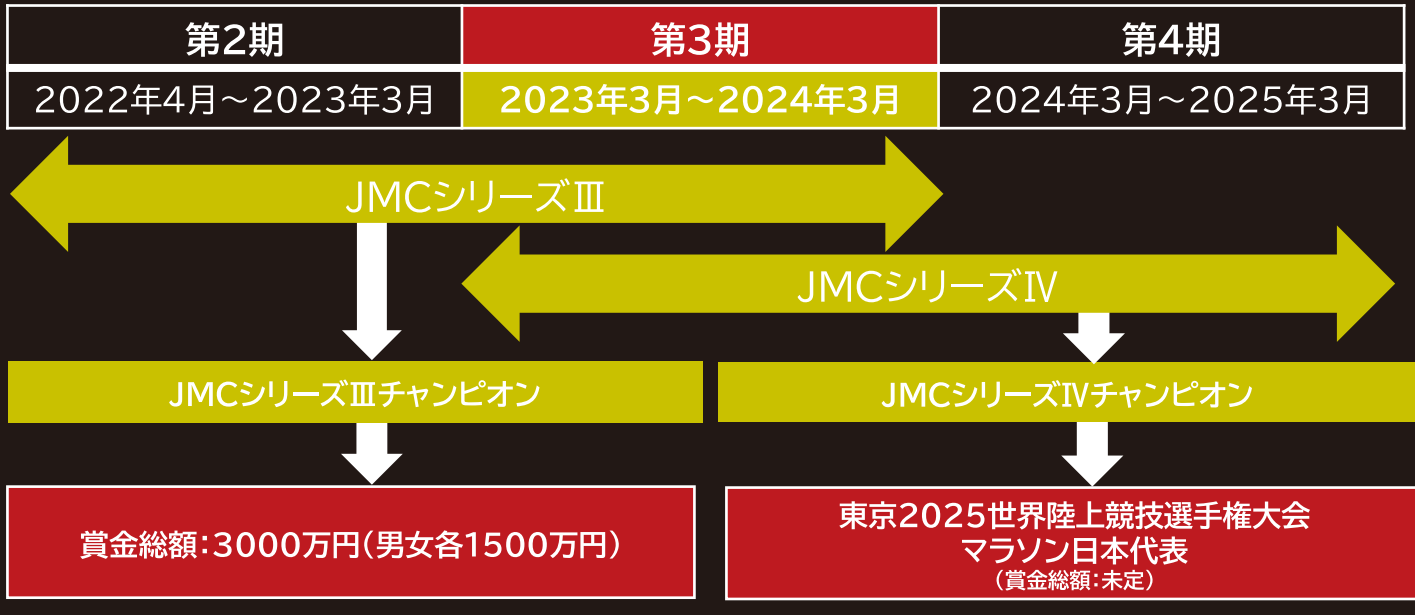 第2期
第3期
第4期
2022年4月～2023年3月
2023年3月～2024年3月
2024年3月～2025年3月
JMCシリーズⅢ
JMCシリーズⅣ
JMCシリーズⅢチャンピオン
JMCシリーズⅣチャンピオン
賞金総額：3000万円（男女各1500万円）
東京2025世界陸上競技選手権大会
マラソン日本代表
（賞金総額：未定）